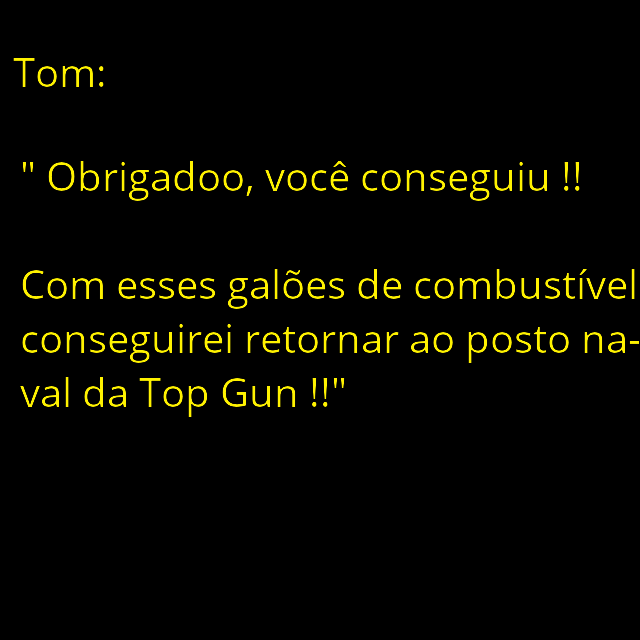 Tom:
" Obrigadoo, você conseguiu !!
Com esses galões de combustível
conseguirei retornar ao posto na-
val da Top Gun !!"